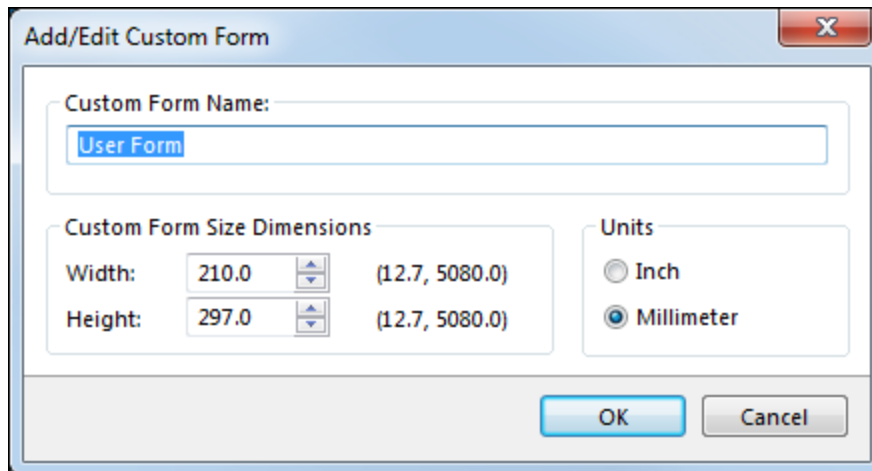 Add/Edit Custom Form
Custom Form Name:
User Form
Custom Form Size Dimensions
Width: 210.0 (12.7, 5080.0)
Height: 297.0 (12.7, 5080.0)
Units
Inch
Millimeter
OK Cancel